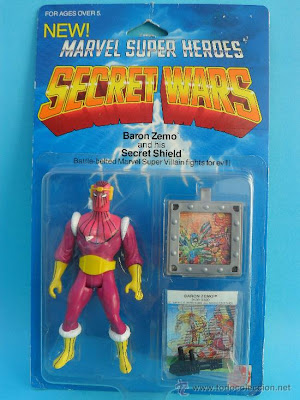 FOR AGES OVER 5
NEW!
MARVEL SUPER HEROES
SECRET WARS
Baron Zemo
and his
Secret Shield
Battle-belted Marvel Super Villain fights for evil!
BARON ZEMO
www.todocoleccion.net